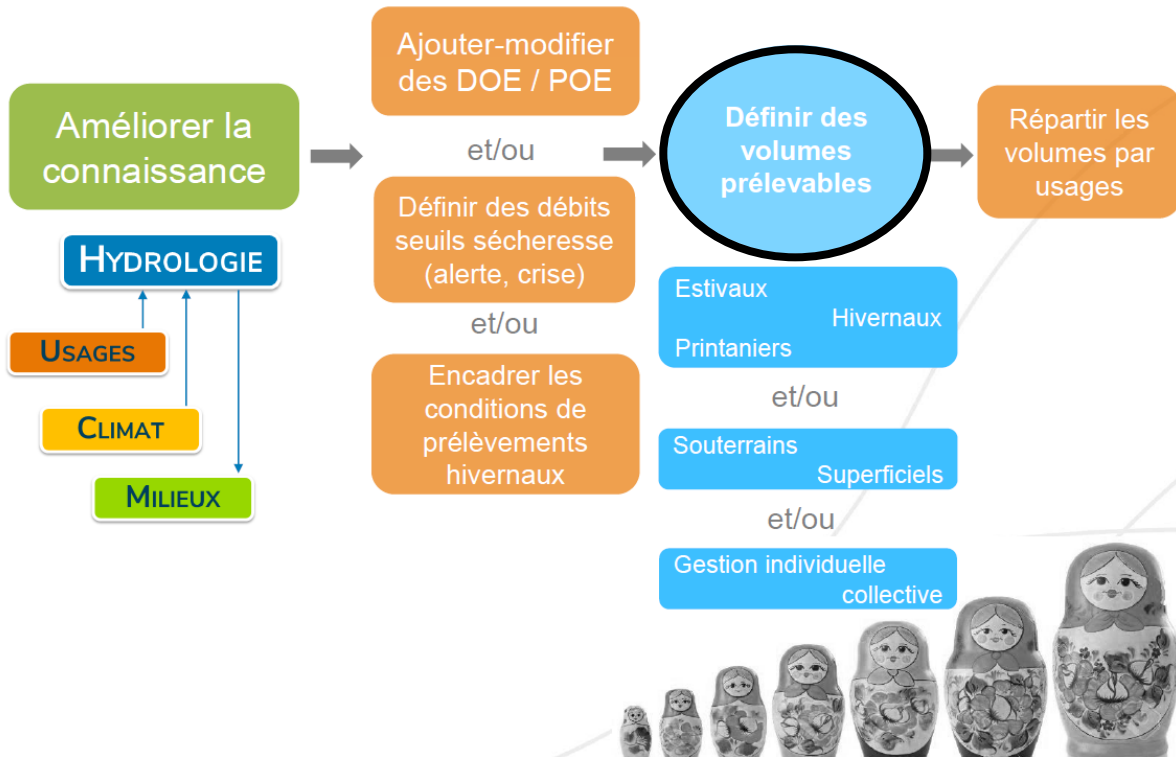 Améliorer la
connaissance
HYDROLOGIE
USAGES
CLIMAT
MILIEUX
Ajouter-modifier
des DOE / POE
et/ou
Définir des débits
seuils sécheresse
(alerte, crise)
et/ou
Encadrer les
conditions de
prélèvements
hivernaux
Définir des
volumes
prélevables
Estivaux
Hivernaux
Printaniers
et/ou
Souterrains
Superficiels
et/ou
Gestion individuelle
collective
Répartir les
volumes par
usages